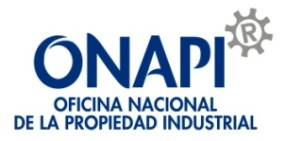 ONAPI ®
OFICINA NACIONAL
DE LA PROPIEDAD INDUSTRIAL